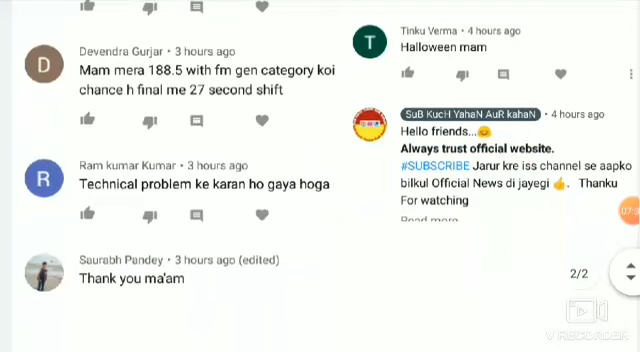 D
Devendra Gurjar • 3 hours ago
Mam mera 188.5 with fm gen category koi
chance h final me 27 second shift
R
Ram kumar Kumar • 3 hours ago
Technical problem ke karan ho gaya hoga
Saurabh Pandey • 3 hours ago (edited)
Thank you ma'am
T
Tinku Verma • 4 hours ago
Halloween mam
SuB KucH YahaN AuR kahaN • 4 hours ago
Hello friends...😊
Always trust official website.
#SUBSCRIBE Jarur kre iss channel se aapko
bilkul Official News di jayegi 👍. Thanku
For watching
Read more
2/2